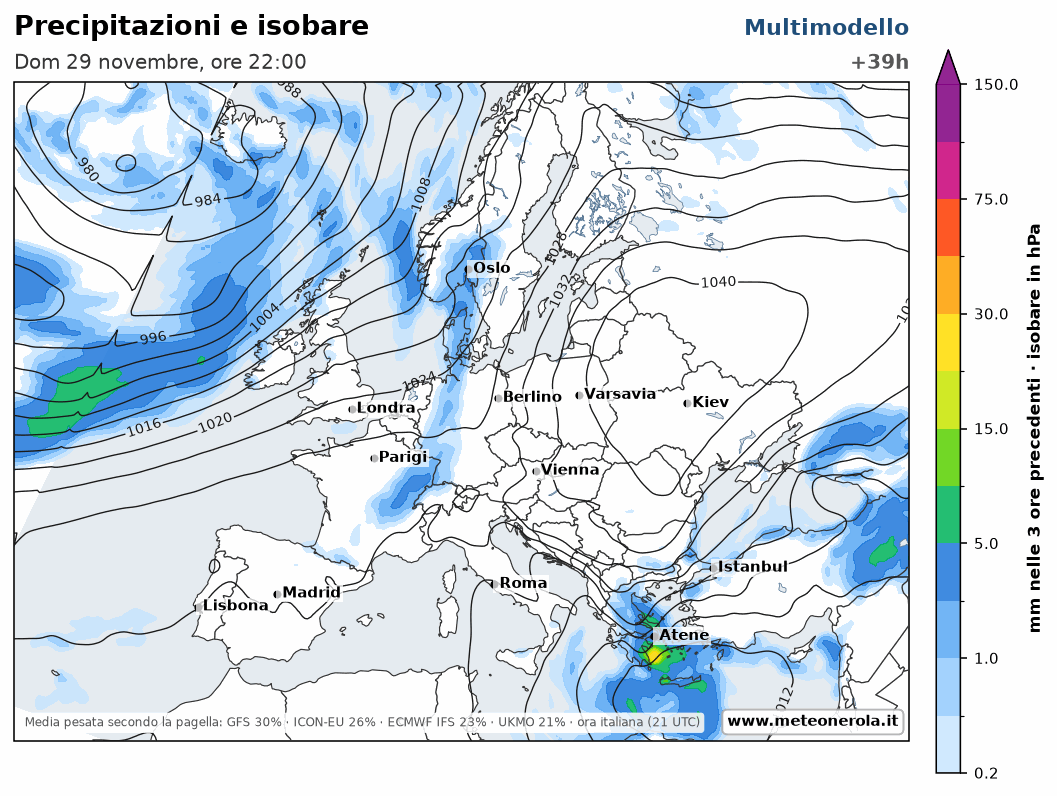 Precipitazioni e isobare
Multimodello
Dom 29 novembre, ore 22:00
+39h
988
980
984
1008
1028
1032
1040
996
1004
1024
1016
1020
1012
Oslo
Berlino
Varsavia
Kiev
Londra
Parigi
Vienna
Istanbul
Roma
Madrid
Lisbona
Atene
Media pesata secondo la pagella: GFS 30% · ICON-EU 26% · ECMWF IFS 23% · UKMO 21% · ora italiana (21 UTC)
www.meteonerola.it
150.0
75.0
30.0
15.0
5.0
1.0
0.2
mm nelle 3 ore precedenti · isobare in hPa